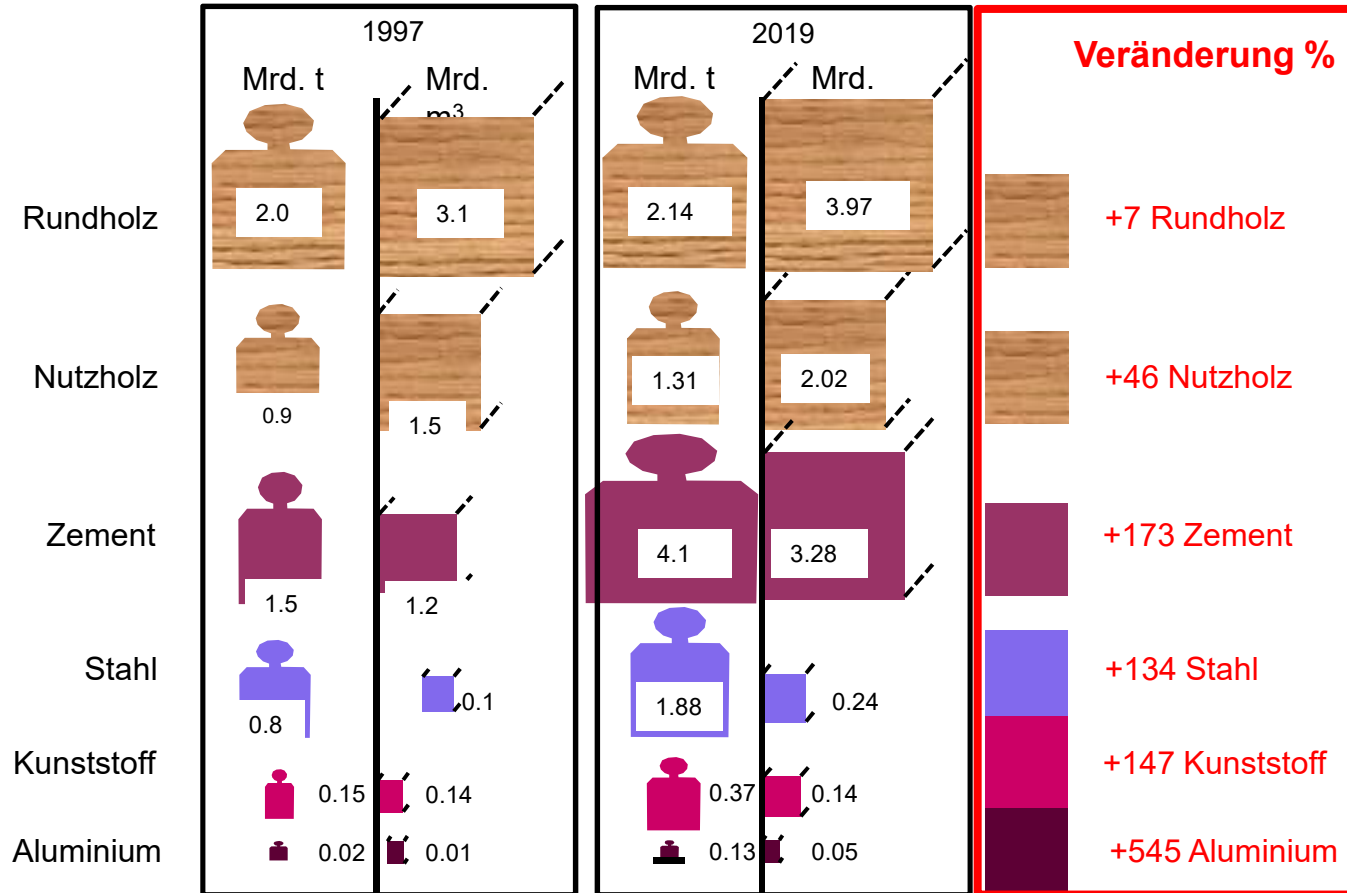 1997
2019
Veränderung %
Mrd. t
Mrd.
m³
Mrd. t
Mrd.
Rundholz
2.0
3.1
2.14
3.97
+7 Rundholz
Nutzholz
0.9
1.5
1.31
2.02
+46 Nutzholz
Zement
1.5
1.2
4.1
3.28
+173 Zement
Stahl
0.8
0.1
1.88
0.24
+134 Stahl
Kunststoff
0.15
0.14
0.37
0.14
+147 Kunststoff
Aluminium
0.02
0.01
0.13
0.05
+545 Aluminium